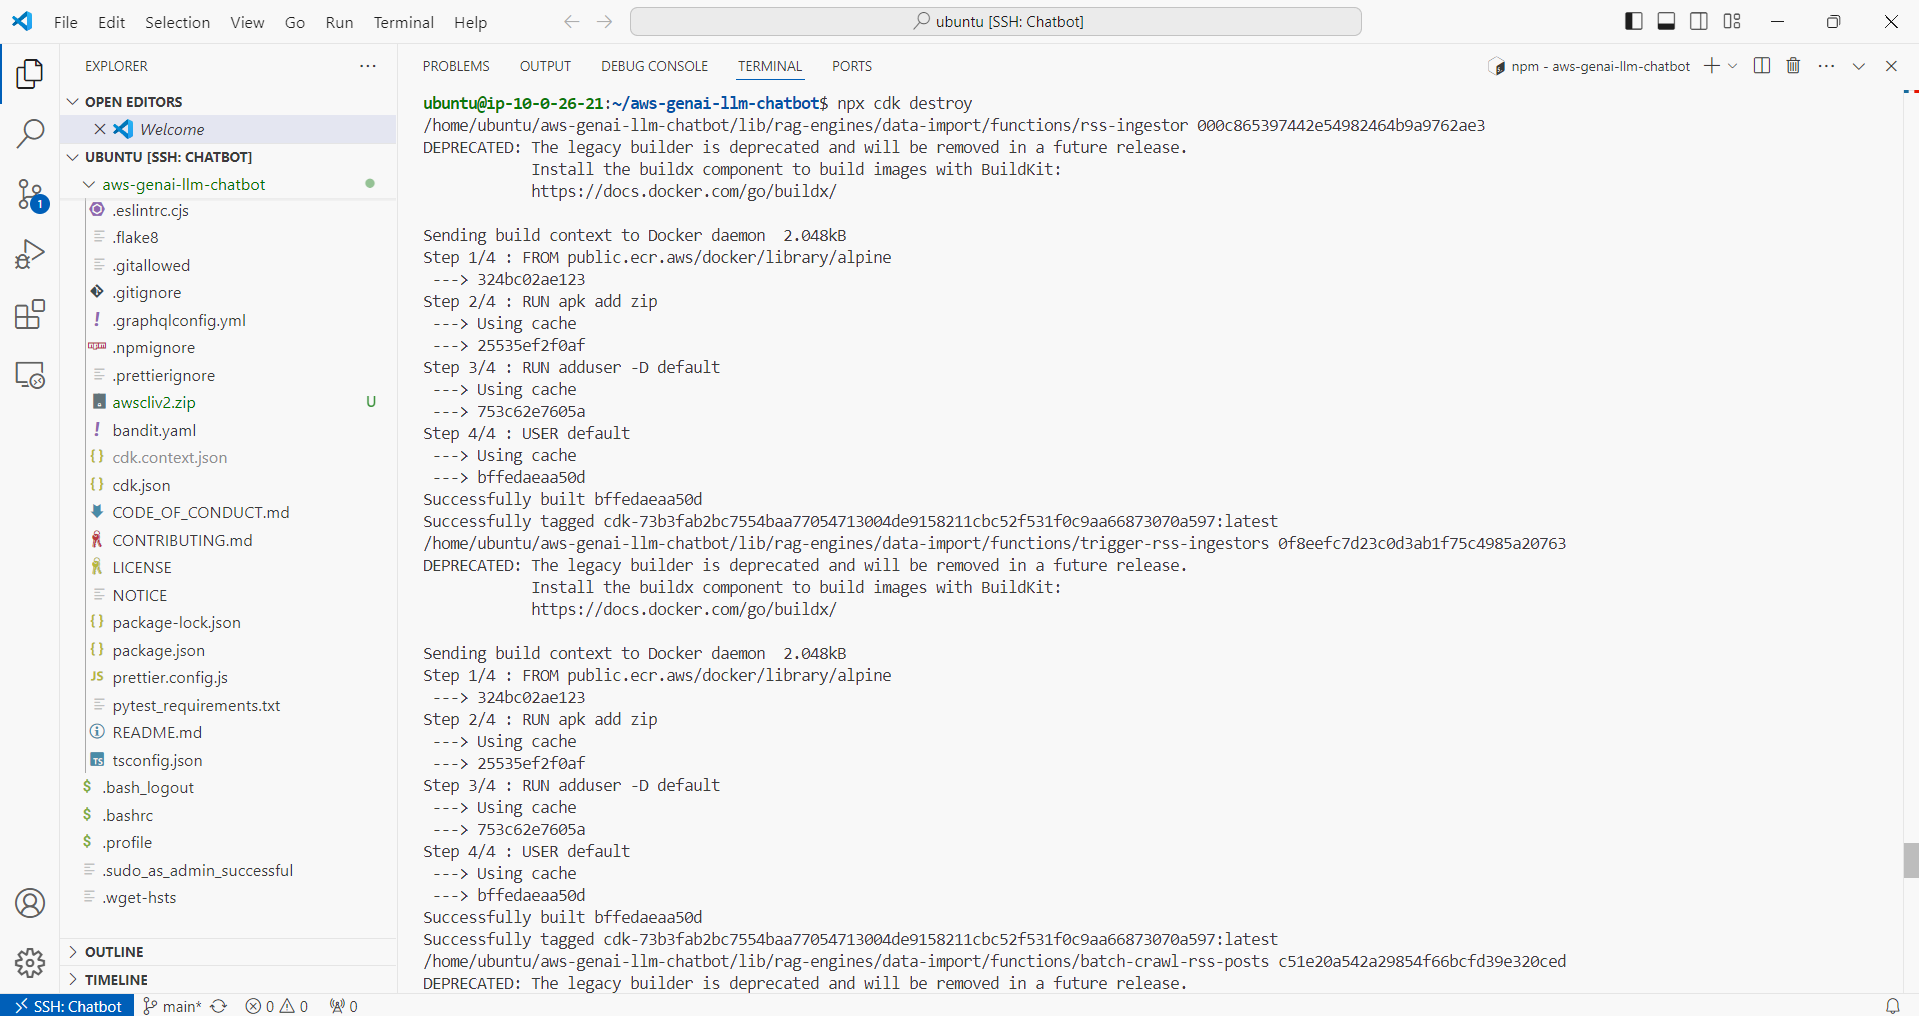 File Edit Selection View Go Run Terminal Help
ubuntu [SSH: Chatbot]
EXPLORER
OPEN EDITORS
Welcome
UBUNTU [SSH: CHATBOT]
aws-genai-llm-chatbot
.eslintrc.cjs
.flake8
.gitallowed
.gitignore
! .graphqlconfig.yml
.npmignore
.prettierignore
awscliv2.zip U
! bandit.yaml
{} cdk.context.json
{} cdk.json
CODE_OF_CONDUCT.md
CONTRIBUTING.md
LICENSE
NOTICE
{} package-lock.json
{} package.json
JS prettier.config.js
pytest_requirements.txt
README.md
TS tsconfig.json
$ .bash_logout
$ .bashrc
$ .profile
.sudo_as_admin_successful
.wget-hsts
OUTLINE
TIMELINE
1
PROBLEMS OUTPUT DEBUG CONSOLE TERMINAL PORTS
npm - aws-genai-llm-chatbot
ubuntu@ip-10-0-26-21:~/aws-genai-llm-chatbot$ npx cdk destroy
/home/ubuntu/aws-genai-llm-chatbot/lib/rag-engines/data-import/functions/rss-ingestor 000c865397442e54982464b9a9762ae3
DEPRECATED: The legacy builder is deprecated and will be removed in a future release.
Install the buildx component to build images with BuildKit:
https://docs.docker.com/go/buildx/
Sending build context to Docker daemon  2.048kB
Step 1/4 : FROM public.ecr.aws/docker/library/alpine
---> 324bc02ae123
Step 2/4 : RUN apk add zip
---> Using cache
---> 25535ef2f0af
Step 3/4 : RUN adduser -D default
---> Using cache
---> 753c62e7605a
Step 4/4 : USER default
---> Using cache
---> bffedaeaa50d
Successfully built bffedaeaa50d
Successfully tagged cdk-73b3fab2bc7554baa77054713004de9158211cbc52f531f0c9aa66873070a597:latest
/home/ubuntu/aws-genai-llm-chatbot/lib/rag-engines/data-import/functions/trigger-rss-ingestors 0f8eefc7d23c0d3ab1f75c4985a20763
DEPRECATED: The legacy builder is deprecated and will be removed in a future release.
Install the buildx component to build images with BuildKit:
https://docs.docker.com/go/buildx/
Sending build context to Docker daemon  2.048kB
Step 1/4 : FROM public.ecr.aws/docker/library/alpine
---> 324bc02ae123
Step 2/4 : RUN apk add zip
---> Using cache
---> 25535ef2f0af
Step 3/4 : RUN adduser -D default
---> Using cache
---> 753c62e7605a
Step 4/4 : USER default
---> Using cache
---> bffedaeaa50d
Successfully built bffedaeaa50d
Successfully tagged cdk-73b3fab2bc7554baa77054713004de9158211cbc52f531f0c9aa66873070a597:latest
/home/ubuntu/aws-genai-llm-chatbot/lib/rag-engines/data-import/functions/batch-crawl-rss-posts c51e20a542a29854f66bcfd39e320ced
DEPRECATED: The legacy builder is deprecated and will be removed in a future release.
SSH: Chatbot main* 0 0 0